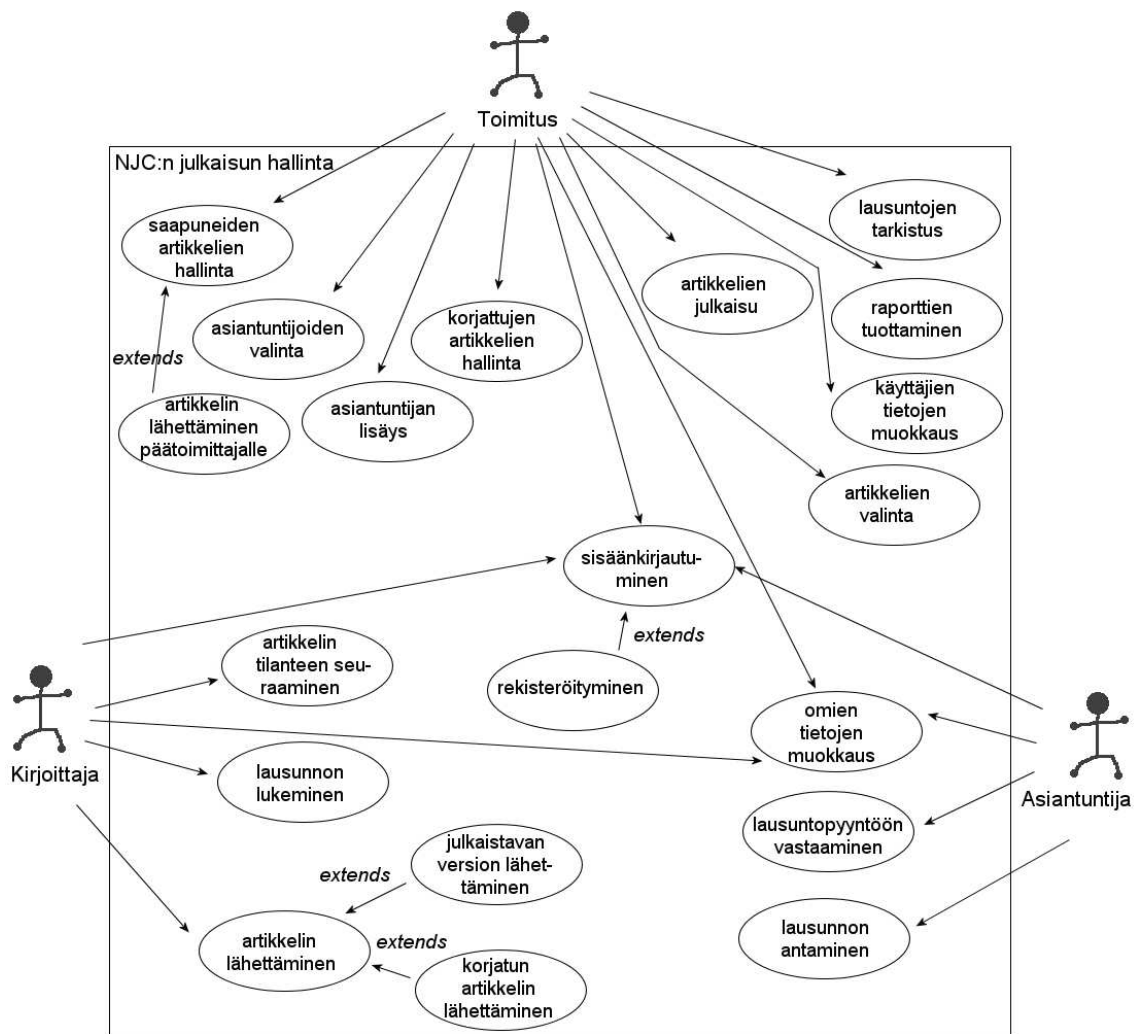 Toimitus
NJC:n julkaisun hallinta
saapuneiden
artikkelien
hallinta
lausuntojen
tarkistus
artikkelien
julkaisu
raporttien
tuottaminen
asiantuntijoiden
valinta
korjattujen
artikkelien
hallinta
extends
artikkelin
lähettäminen
päätoimittajalle
asiantuntijan
lisäys
käyttäjien
tietojen
muokkaus
artikkelien
valinta
sisäänkirjautu-
minen
extends
artikkelin
tilanteen seu-
raaminen
rekisteröityminen
omien
tietojen
muokkaus
Kirjoittaja
lausunnon
lukeminen
Asiantuntija
lausuntopyyntöön
vastaaminen
julkaistavan
version lähet-
täminen
extends
artikkelin
lähettäminen
extends
korjatun
artikkelin
lähettäminen
lausunnon
antaminen